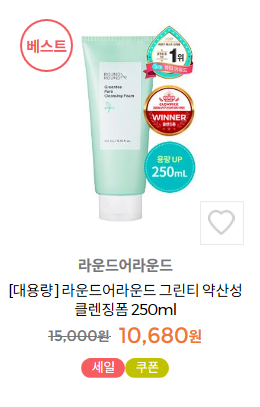 베스트
ROUND A
ROUND
Greentea
Pure
Cleansing Foam
1위
WINNER
용량 UP
250mL
라운드어라운드
[대용량] 라운드어라운드 그린티 약산성
클렌징폼 250ml
15,000원 10,680원
세일 쿠폰